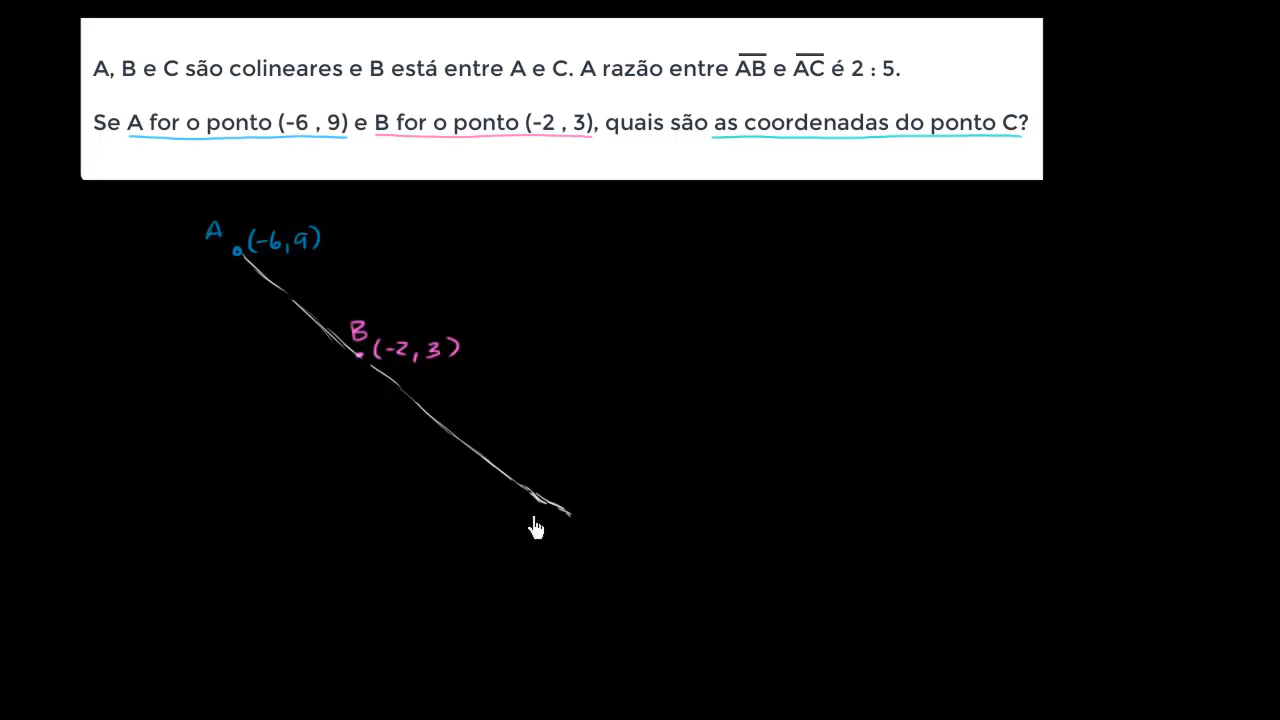 A, B e C são colineares e B está entre A e C. A razão entre AB e AC é 2 : 5.
Se A for o ponto (-6 , 9) e B for o ponto (-2 , 3), quais são as coordenadas do ponto C?
A (-6, 9)
B
(-2, 3)